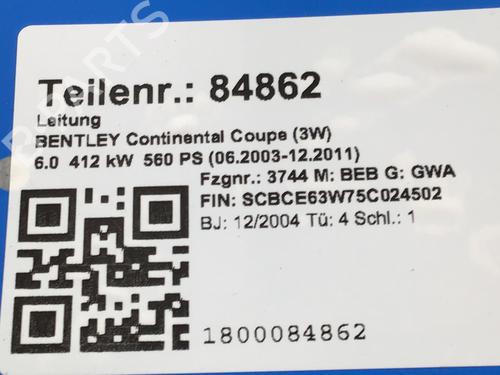 Teilenr.: 84862
Leitung
BENTLEY Continental Coupe (3W)
6.0 412 kW 560 PS (06.2003-12.2011)
Fzgnr.: 3744 M: BEB G: GWA
FIN: SCBCE63W75C024502
BJ: 12/2004 Tü: 4 Schl.: 1
1800084862